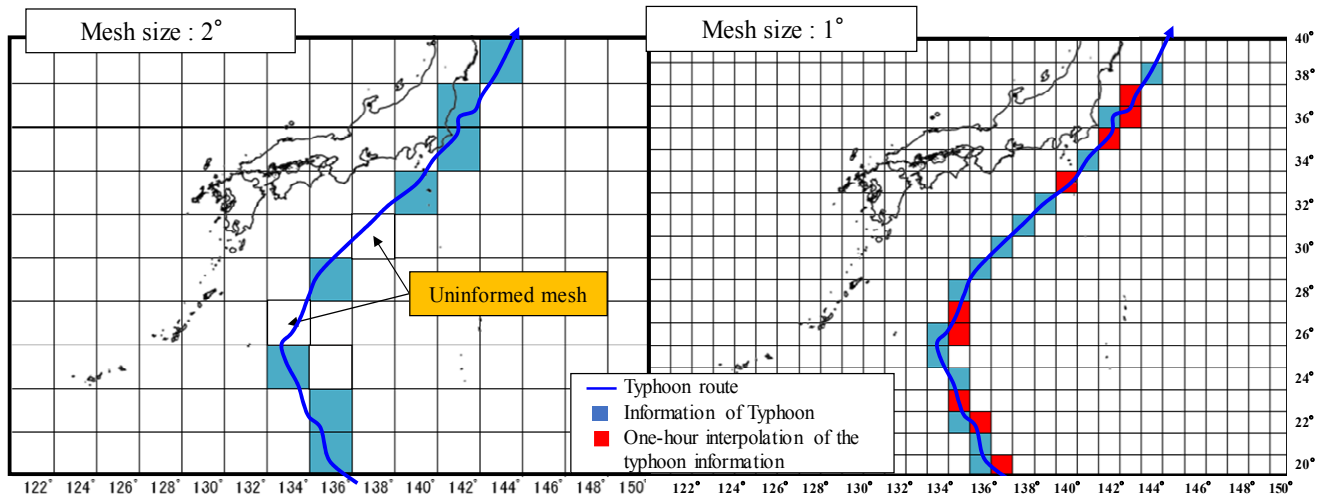 Mesh size : 2°
Mesh size : 1°
Uninformed mesh
Typhoon route
Information of Typhoon
One-hour interpolation of the
typhoon information
40°
38°
36°
34°
32°
30°
28°
26°
24°
22°
20°
122° 124° 126° 128° 130° 132° 134° 136° 138° 140° 142° 144° 146° 148° 150°
122° 124° 126° 128° 130° 132° 134° 136° 138° 140° 142° 144° 146° 148° 150°